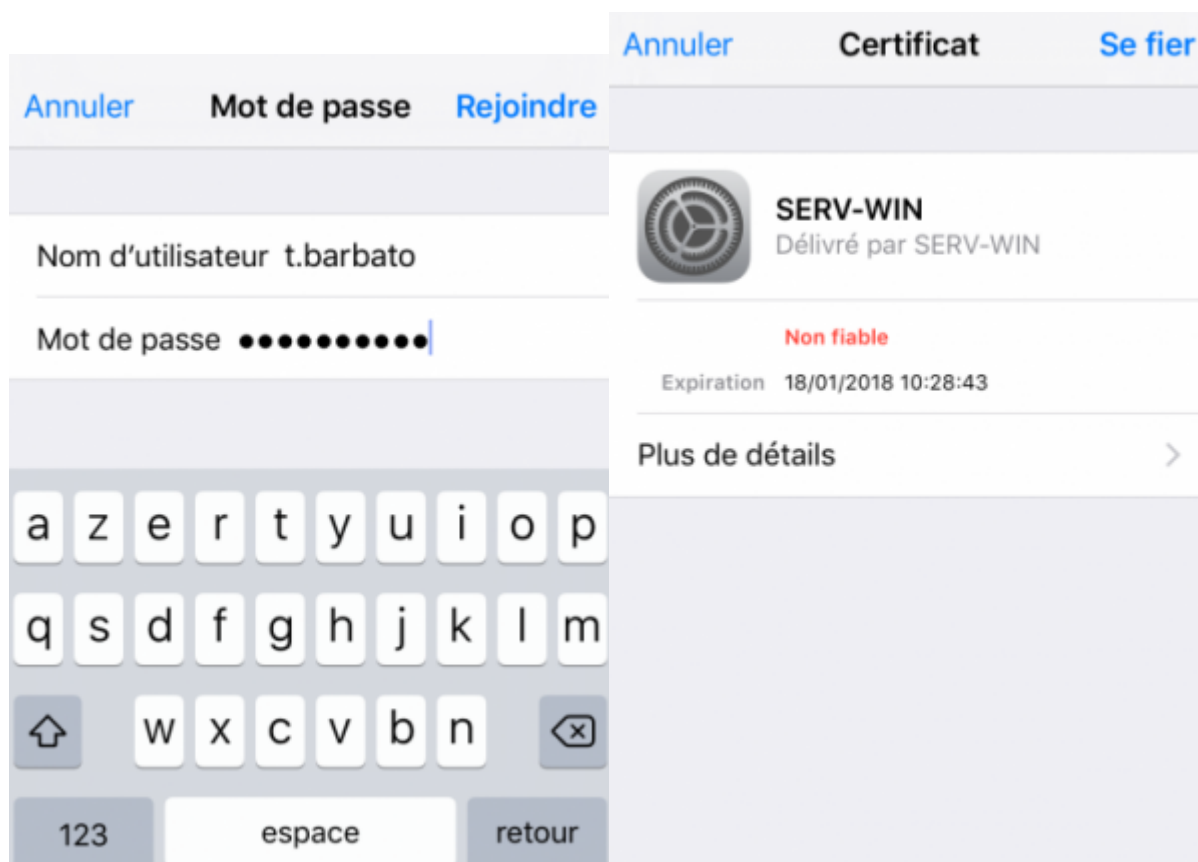 Annuler Mot de passe Rejoindre
Nom d'utilisateur t.barbato
Mot de passe ●●●●●●●●●●
a z e r t y u i o p
q s d f g h j k l m
w x c v b n
123 espace retour
Annuler Certificat Se fier
SERV-WIN
Délivré par SERV-WIN
Non fiable
Expiration 18/01/2018 10:28:43
Plus de détails